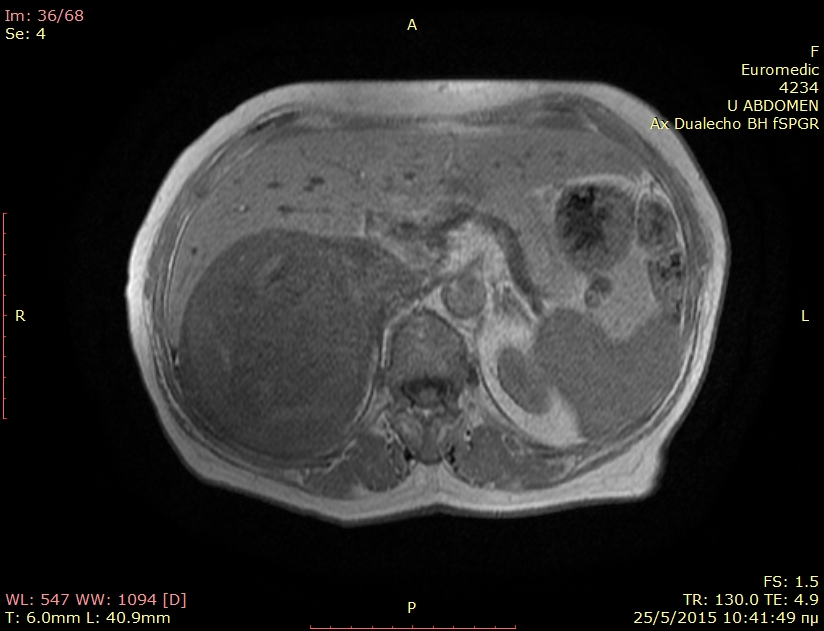 Im: 36/68
Se: 4
A
F
Euromedic
4234
U ABDOMEN
Ax Dualecho BH fSPGR
R
L
WL: 547 WW: 1094 [D]
T: 6.0mm L: 40.9mm
P
FS: 1.5
TR: 130.0 TE: 4.9
25/5/2015 10:41:49 πμ